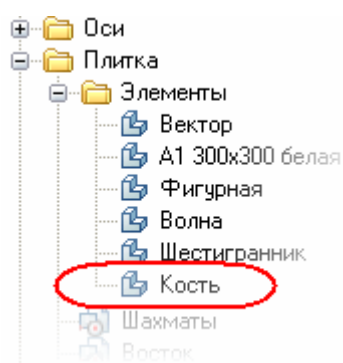 Оси
Плитка
Элементы
Вектор
А1 300x300 белая
Фигурная
Волна
Шестигранник
Кость
Шахматы
Восток